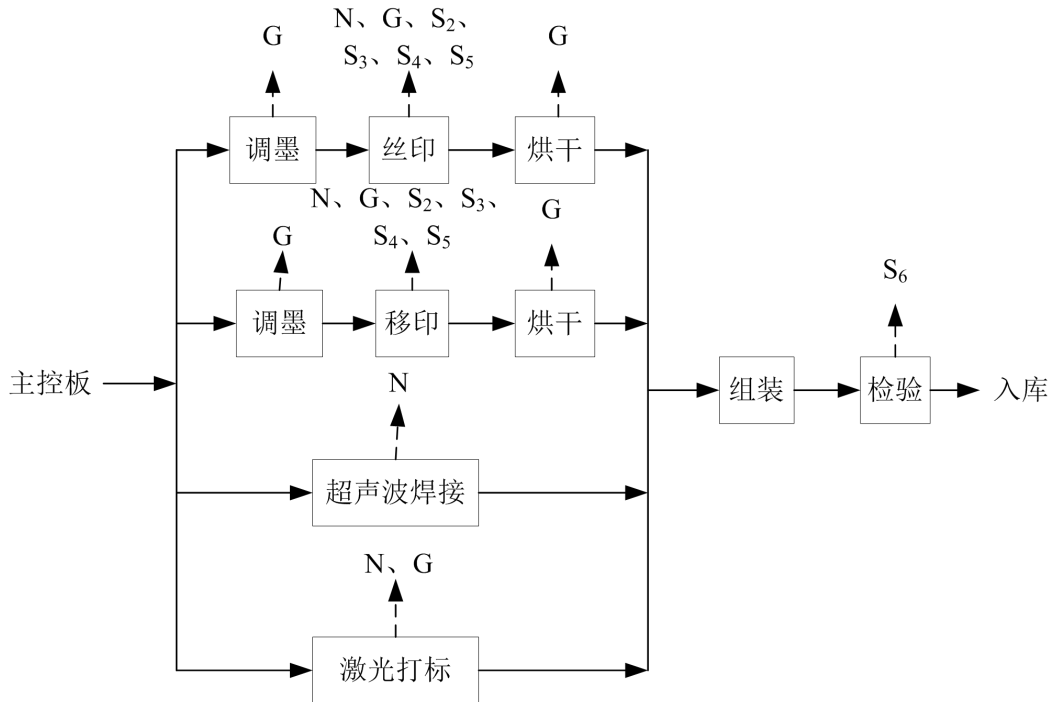 N、G、S₂、
G
S₃、S₄、S₅
G
调墨
丝印
烘干
N、G、S₂、S₃、
G
G
S₄、S₅
S₆
调墨
移印
烘干
主控板
N
组装
检验
入库
超声波焊接
N、G
激光打标